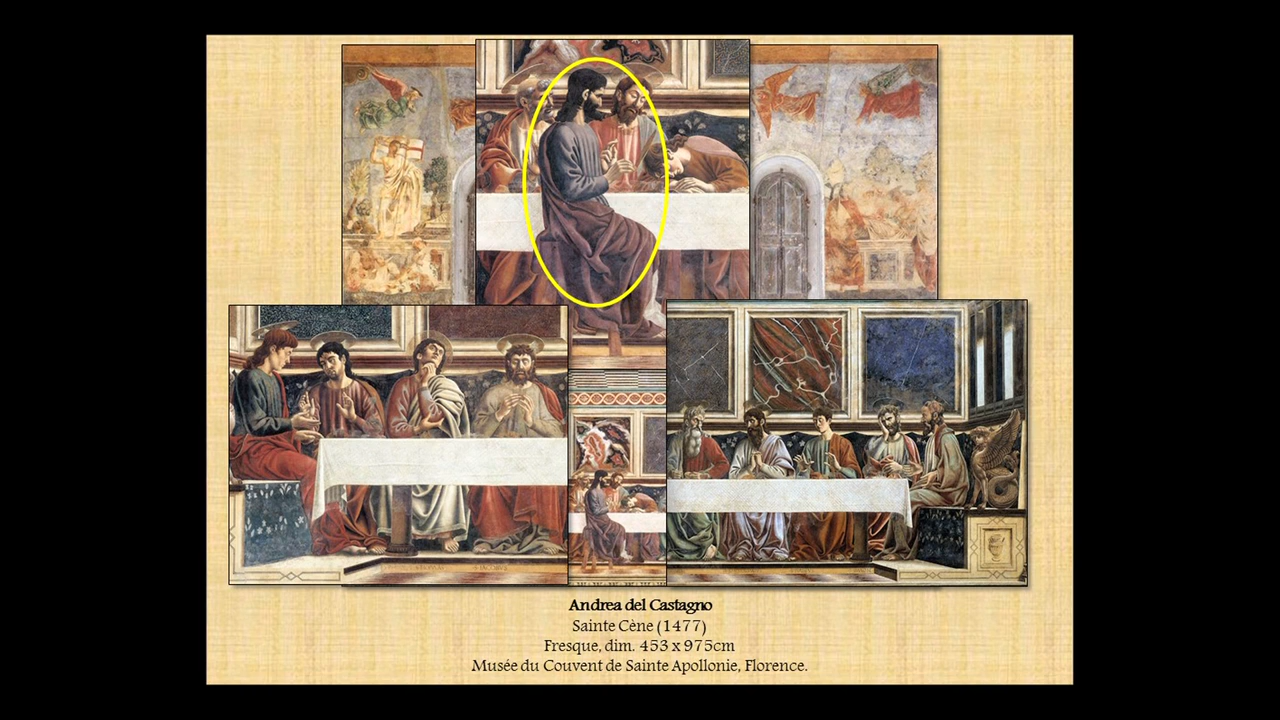 Andrea del Castagno
Sainte Cène (1477)
Fresque, dim. 453 x 975cm
Musée du Couvent de Sainte Apollonie, Florence.